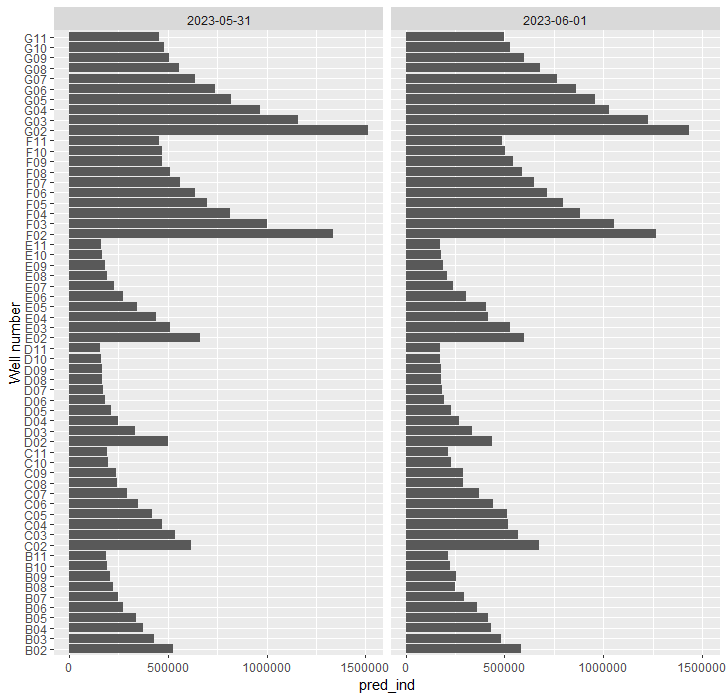 2023-05-31 2023-06-01
G11
G10
G09
G08
G07
G06
G05
G04
G03
G02
F11
F10
F09
F08
F07
F06
F05
F04
F03
F02
E11
E10
E09
E08
E07
E06
E05
E04
E03
E02
D11
D10
D09
D08
D07
D06
D05
D04
D03
D02
C11
C10
C09
C08
C07
C06
C05
C04
C03
C02
B11
B10
B09
B08
B07
B06
B05
B04
B03
B02
Well number
0 500000 1000000 1500000 0 500000 1000000 1500000
pred_ind